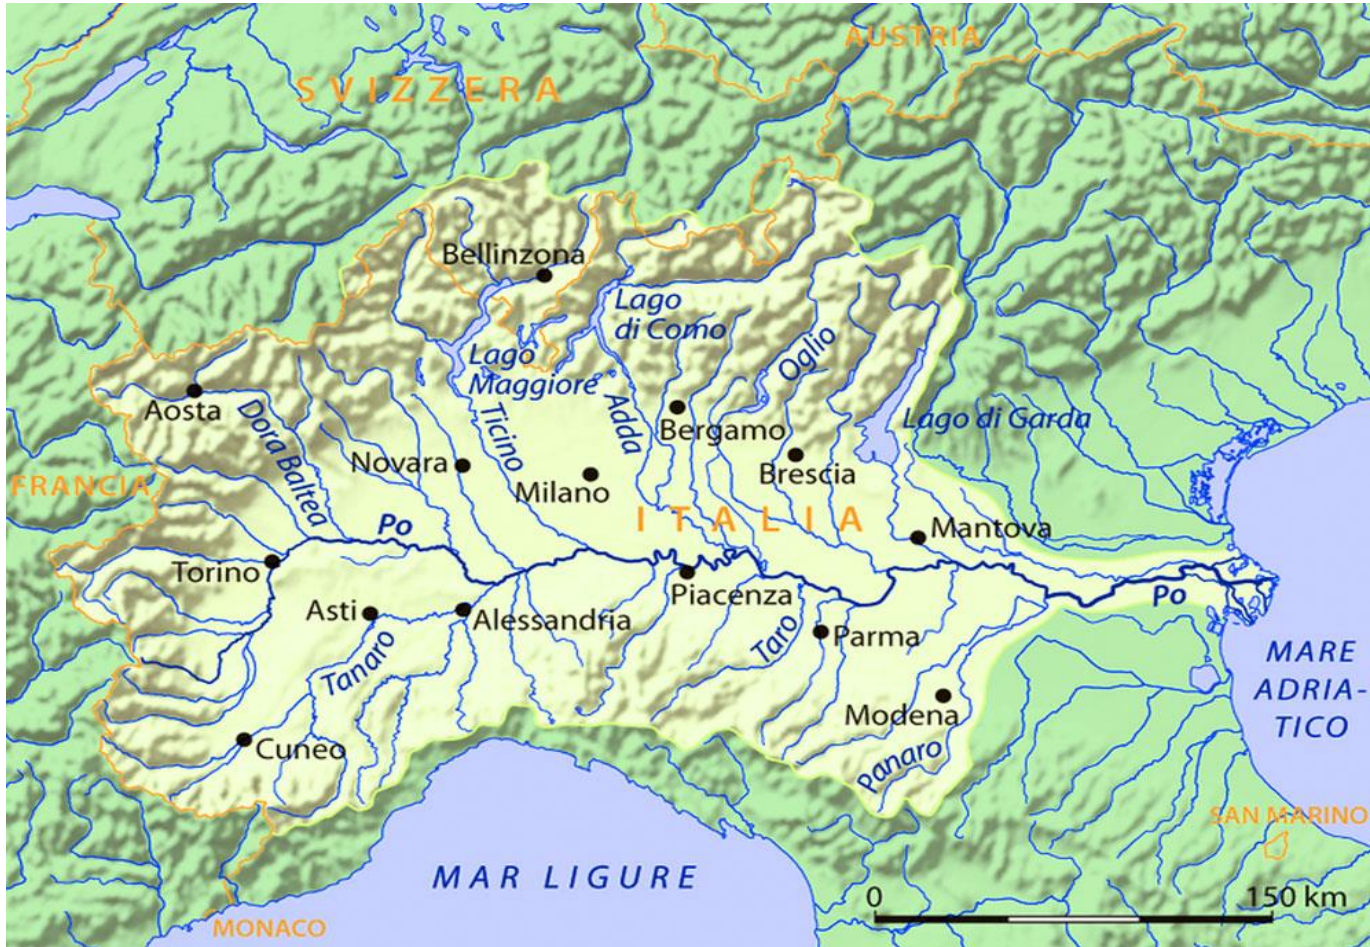 AUSTRIA
SVIZZERA
Bellinzona
Lago
di Como
Lago
Maggiore
Oglio
Aosta
Dora Baltea
Ticino
Adda
Bergamo
Lago di Garda
Novara
Milano
Brescia
FRANCIA
Po
ITALIA
Mantova
Torino
Piacenza
Po
Asti
Alessandria
Tanaro
Taro
Parma
MARE
ADRIA-
TICO
Modena
Cuneo
Panaro
SAN MARINO
MAR LIGURE
0
150 km
MONACO